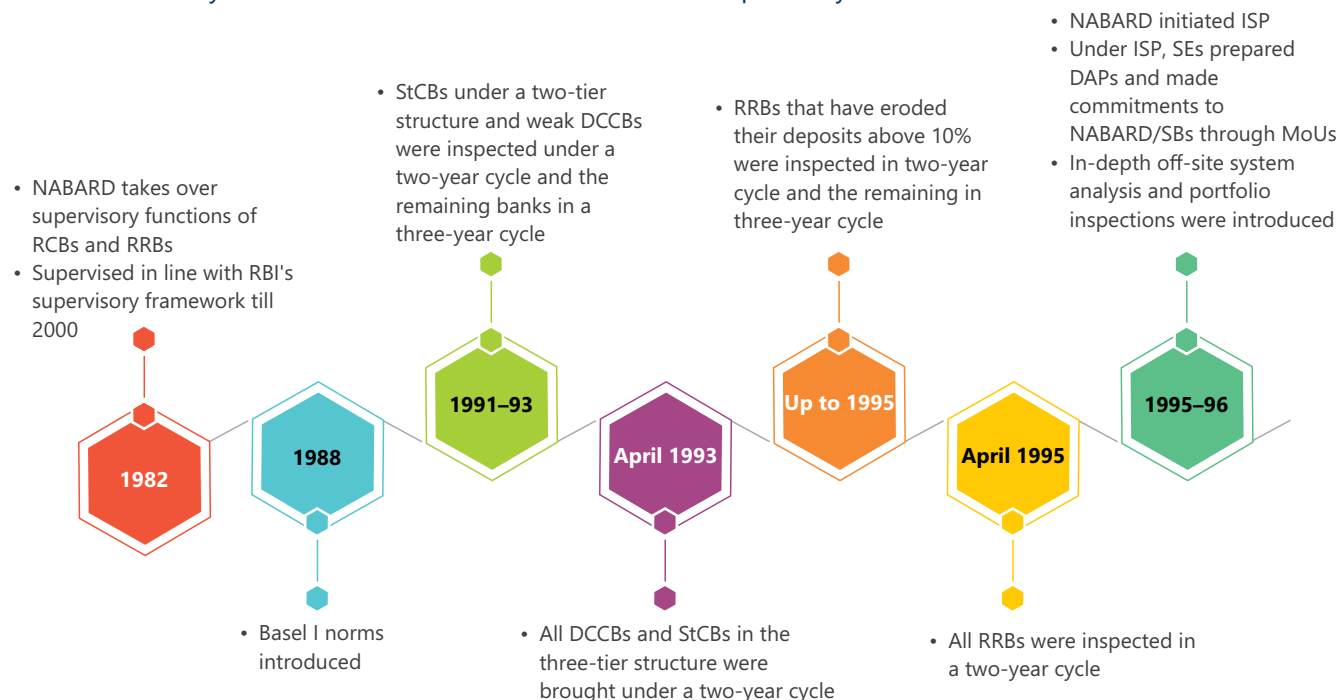 • NABARD takes over
supervisory functions of
RCBs and RRBs
• Supervised in line with RBI's
supervisory framework till
2000
1982
1988
• Basel I norms
introduced
• StCBs under a two-tier
structure and weak DCCBs
were inspected under a
two-year cycle and the
remaining banks in a
three-year cycle
1991–93
April 1993
• All DCCBs and StCBs in the
three-tier structure were
brought under a two-year cycle
• RRBs that have eroded
their deposits above 10%
were inspected in two-year
cycle and the remaining in
three-year cycle
Up to 1995
April 1995
• All RRBs were inspected in
a two-year cycle
• NABARD initiated ISP
• Under ISP, SEs prepared
DAPs and made
commitments to
NABARD/SBs through MoUs
• In-depth off-site system
analysis and portfolio
inspections were introduced
1995–96